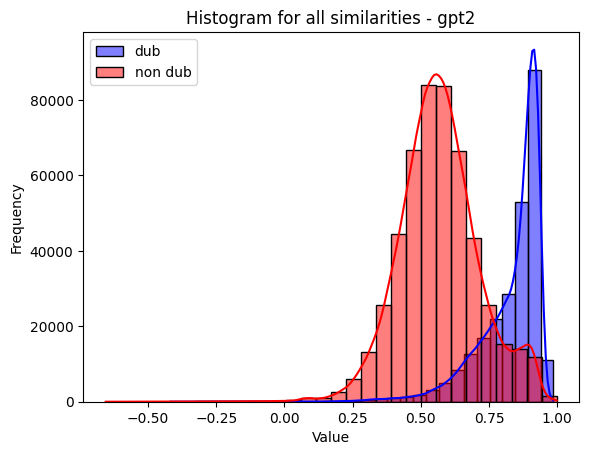 Histogram for all similarities - gpt2
dub
non dub
80000
60000
40000
20000
0
Frequency
−0.50
−0.25
0.00
0.25
0.50
0.75
1.00
Value